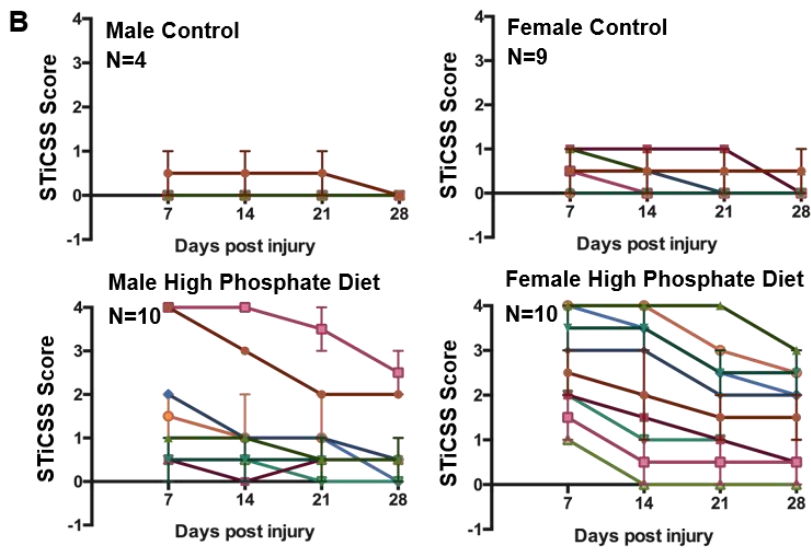 B
Male Control
N=4
STiCSS Score
4
3
2
1
0
-1
7 14 21 28
Days post injury
Female Control
N=9
STiCSS Score
4
3
2
1
0
-1
7 14 21 28
Days post injury
Male High Phosphate Diet
N=10
STiCSS Score
4
3
2
1
0
-1
7 14 21 28
Days post injury
Female High Phosphate Diet
N=10
STiCSS Score
4
3
2
1
0
-1
7 14 21 28
Days post injury